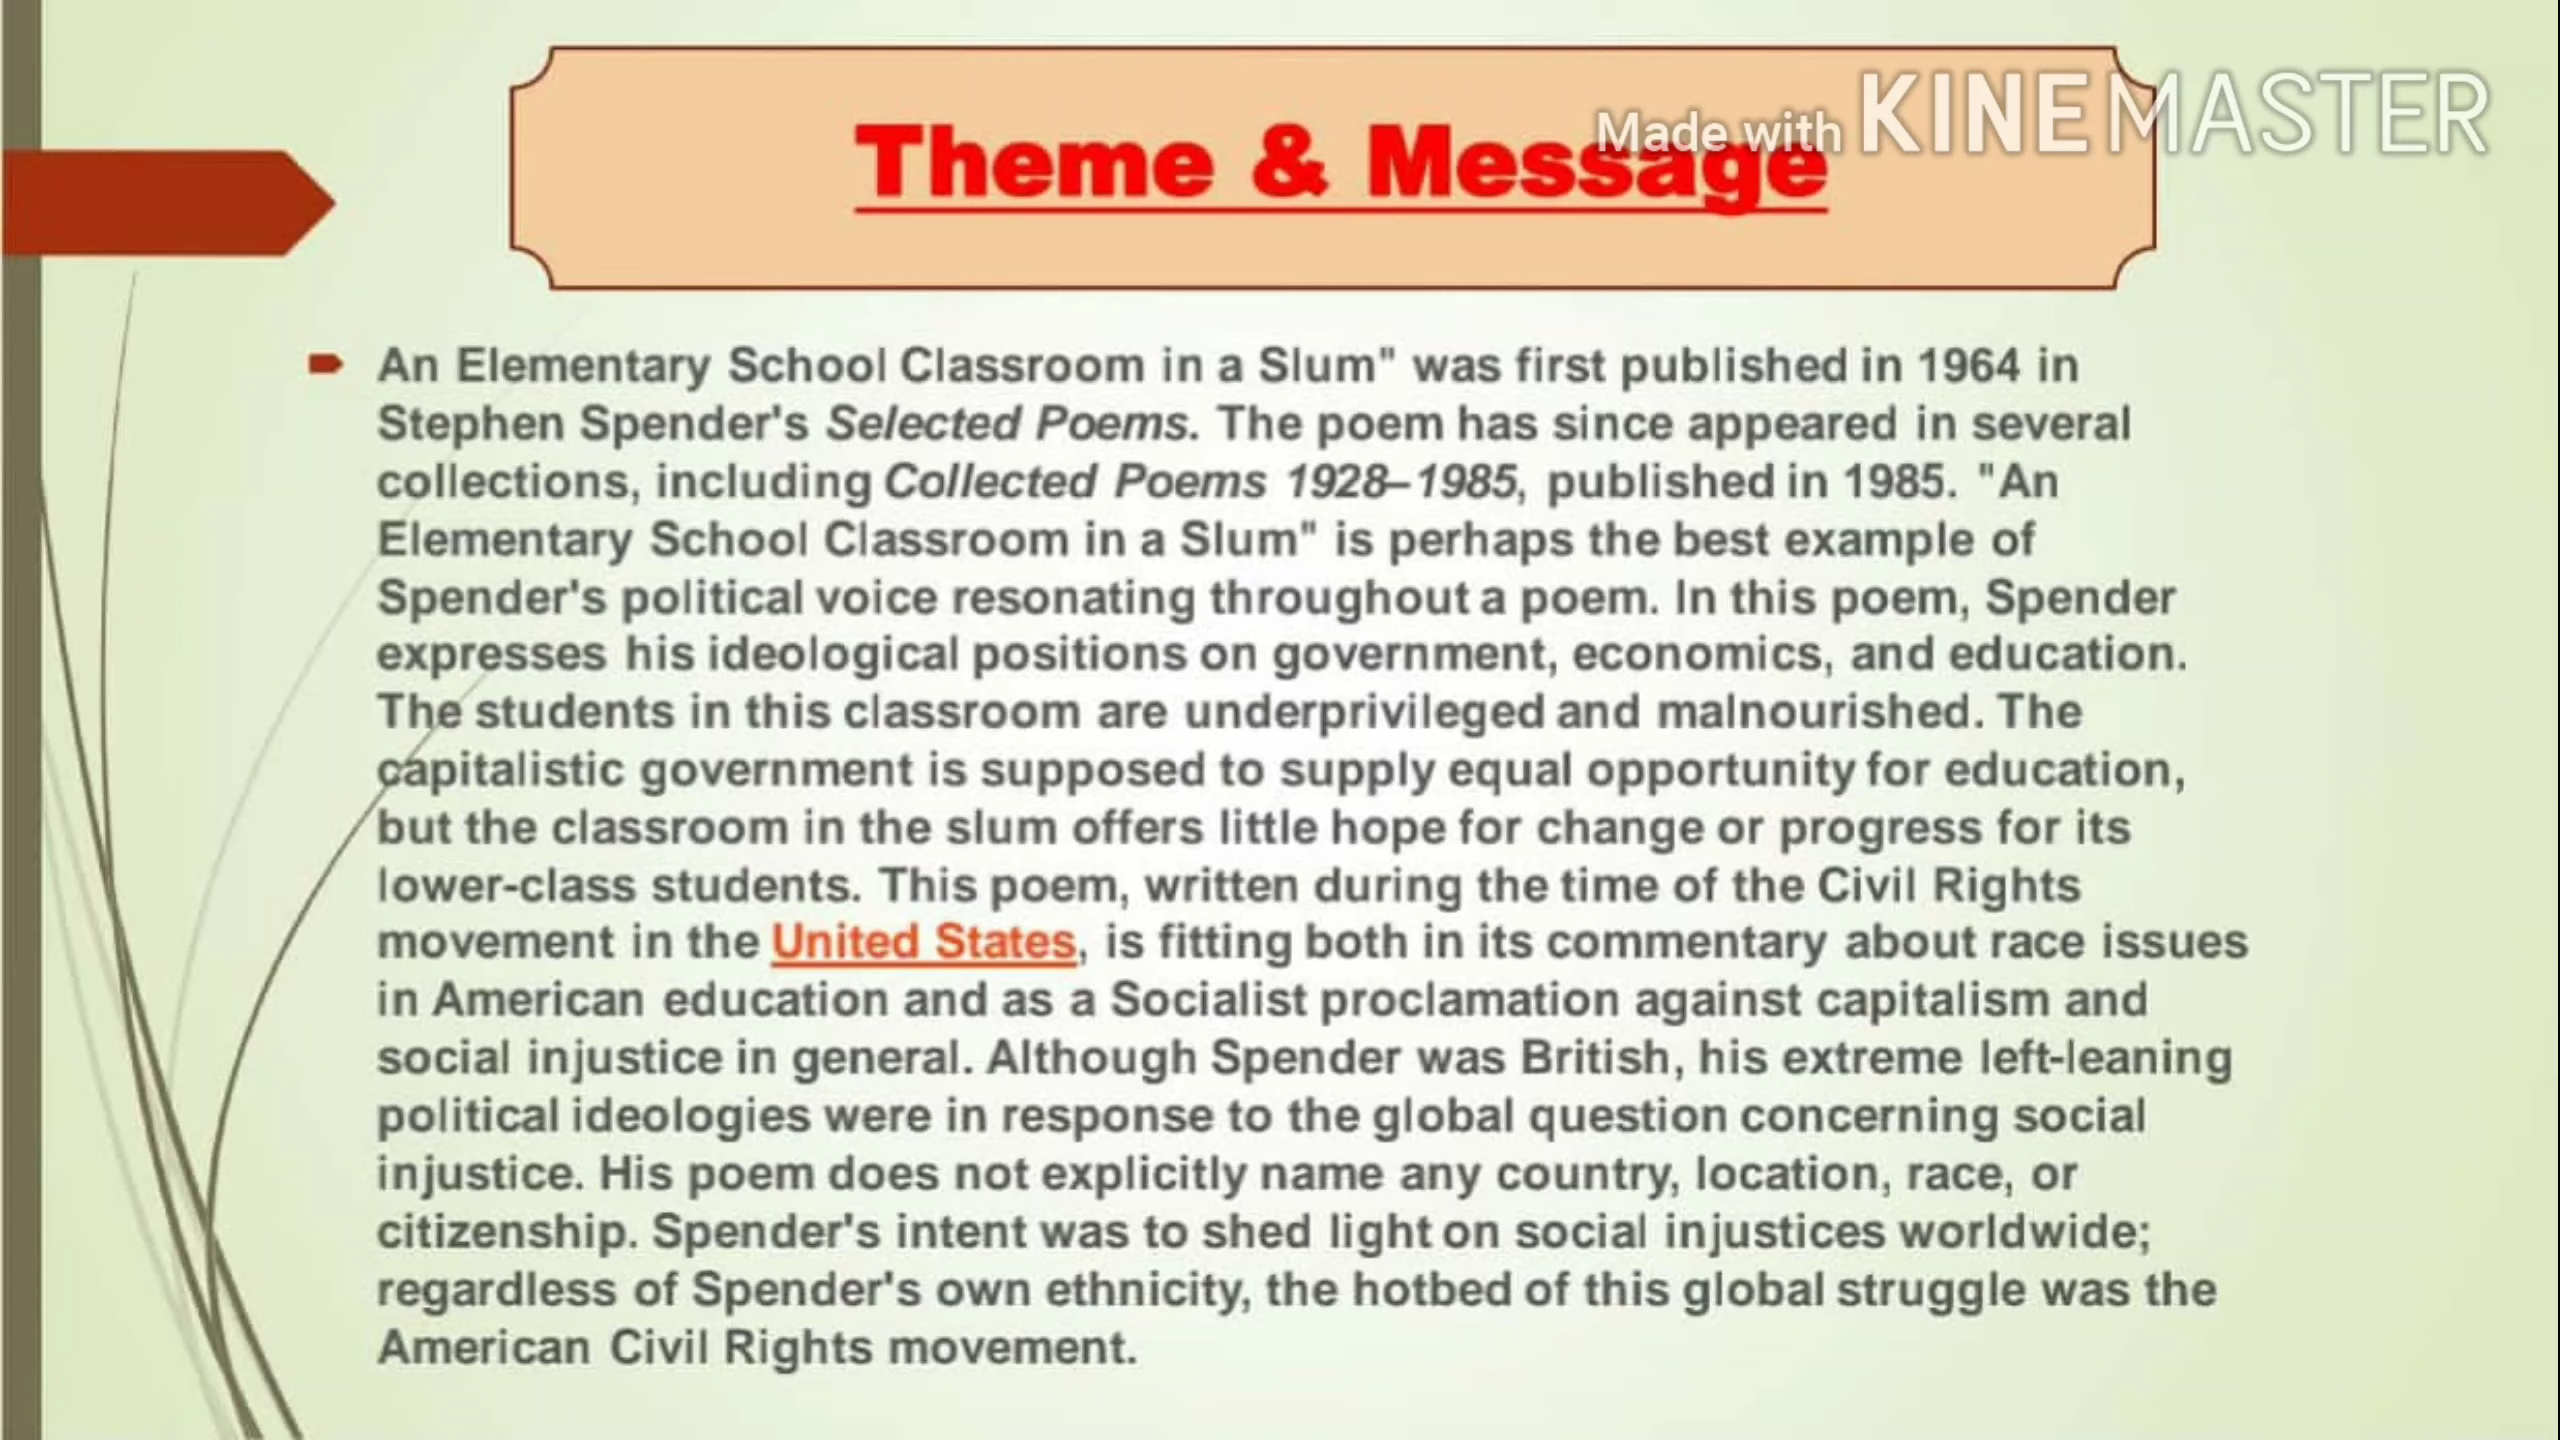 Made with KINEMASTER
Theme & Message
An Elementary School Classroom in a Slum" was first published in 1964 in
Stephen Spender's Selected Poems. The poem has since appeared in several
collections, including Collected Poems 1928–1985, published in 1985. "An
Elementary School Classroom in a Slum" is perhaps the best example of
Spender's political voice resonating throughout a poem. In this poem, Spender
expresses his ideological positions on government, economics, and education.
The students in this classroom are underprivileged and malnourished. The
capitalistic government is supposed to supply equal opportunity for education,
but the classroom in the slum offers little hope for change or progress for its
lower-class students. This poem, written during the time of the Civil Rights
movement in the United States, is fitting both in its commentary about race issues
in American education and as a Socialist proclamation against capitalism and
social injustice in general. Although Spender was British, his extreme left-leaning
political ideologies were in response to the global question concerning social
injustice. His poem does not explicitly name any country, location, race, or
citizenship. Spender's intent was to shed light on social injustices worldwide;
regardless of Spender's own ethnicity, the hotbed of this global struggle was the
American Civil Rights movement.